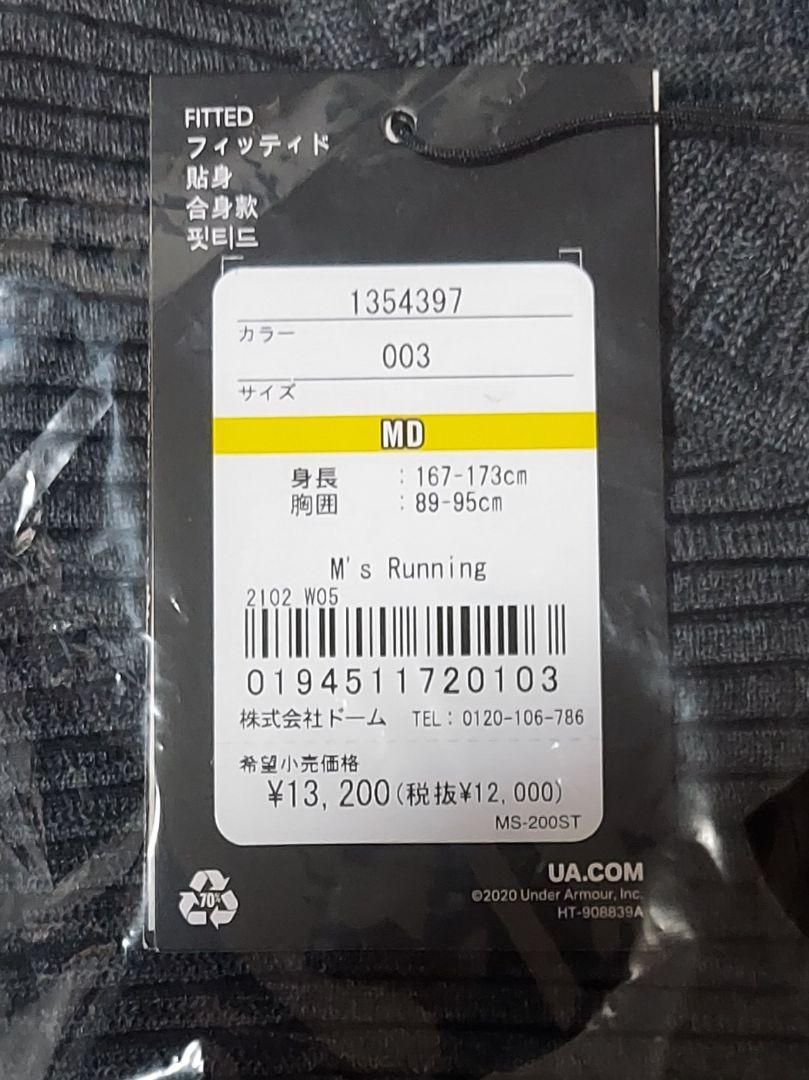 FITTED
フィッティド
貼身
合身款
핏티드
1354397
カラー
003
サイズ
MD
身長 : 167-173cm
胸囲 : 89-95cm
M's Running
2102 W05
0194511720103
株式会社ドーム TEL: 0120-106-786
希望小売価格
¥13,200(税抜¥12,000)
MS-200ST
70%
UA.COM
©2020 Under Armour, Inc.
HT-908839A